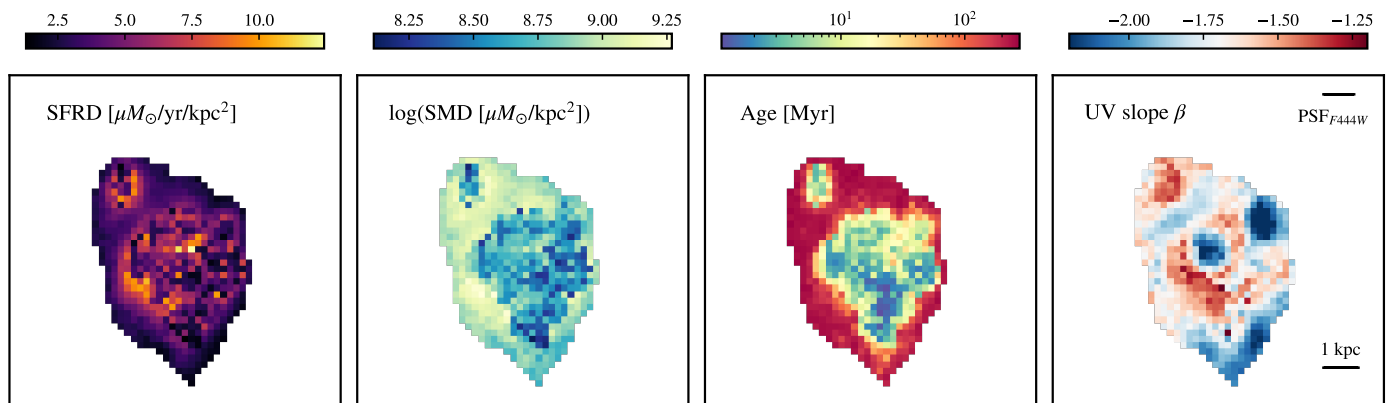 2.5 5.0 7.5 10.0
8.25 8.50 8.75 9.00 9.25
10¹ 10²
−2.00 −1.75 −1.50 −1.25
SFRD [μM⊙/yr/kpc²]
log(SMD [μM⊙/kpc²])
Age [Myr]
UV slope β
PSF_F444W
1 kpc